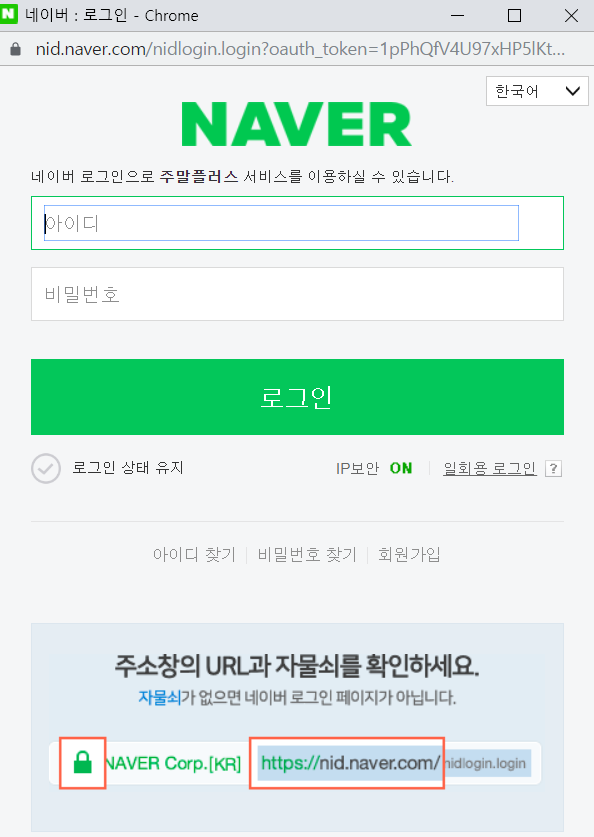 N 네이버 : 로그인 - Chrome
nid.naver.com/nidlogin.login?oauth_token=1pPhQfV4U97xHP5lKt...
한국어
NAVER
네이버 로그인으로 주말플러스 서비스를 이용하실 수 있습니다.
아이디
비밀번호
로그인
로그인 상태 유지 IP보안 ON 일회용 로그인 ?
아이디 찾기 비밀번호 찾기 회원가입
주소창의 URL과 자물쇠를 확인하세요.
자물쇠가 없으면 네이버 로그인 페이지가 아닙니다.
NAVER Corp.[KR] https://nid.naver.com/nidlogin.login